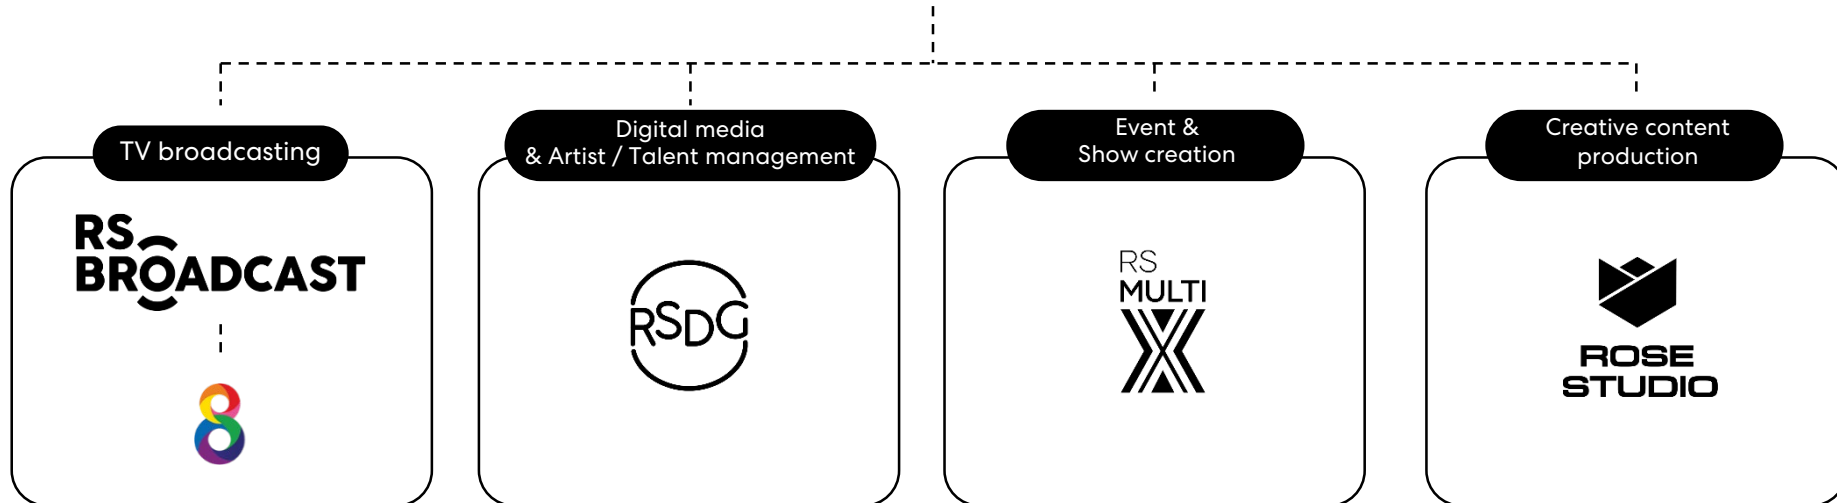 TV broadcasting
RS
BROADCAST
8
Digital media
& Artist / Talent management
RSDG
Event &
Show creation
RS
MULTI
X
Creative content
production
ROSE
STUDIO